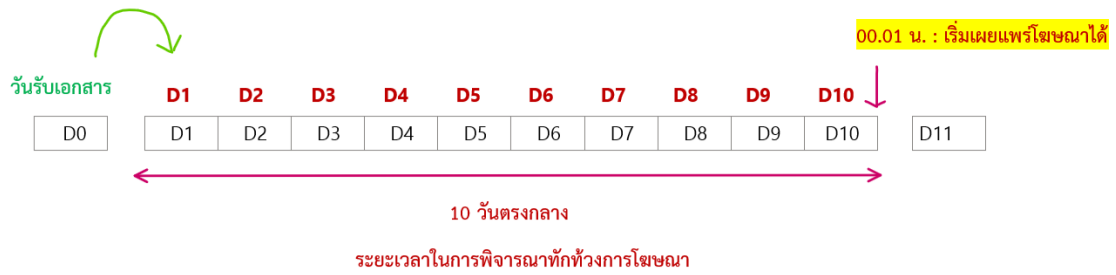 00.01 น. : เริ่มเผยแพร่โฆษณาได้
วันรับเอกสาร
D1 D2 D3 D4 D5 D6 D7 D8 D9 D10
D0 D1 D2 D3 D4 D5 D6 D7 D8 D9 D10 D11
10 วันตรงกลาง
ระยะเวลาในการพิจารณาทักท้วงการโฆษณา